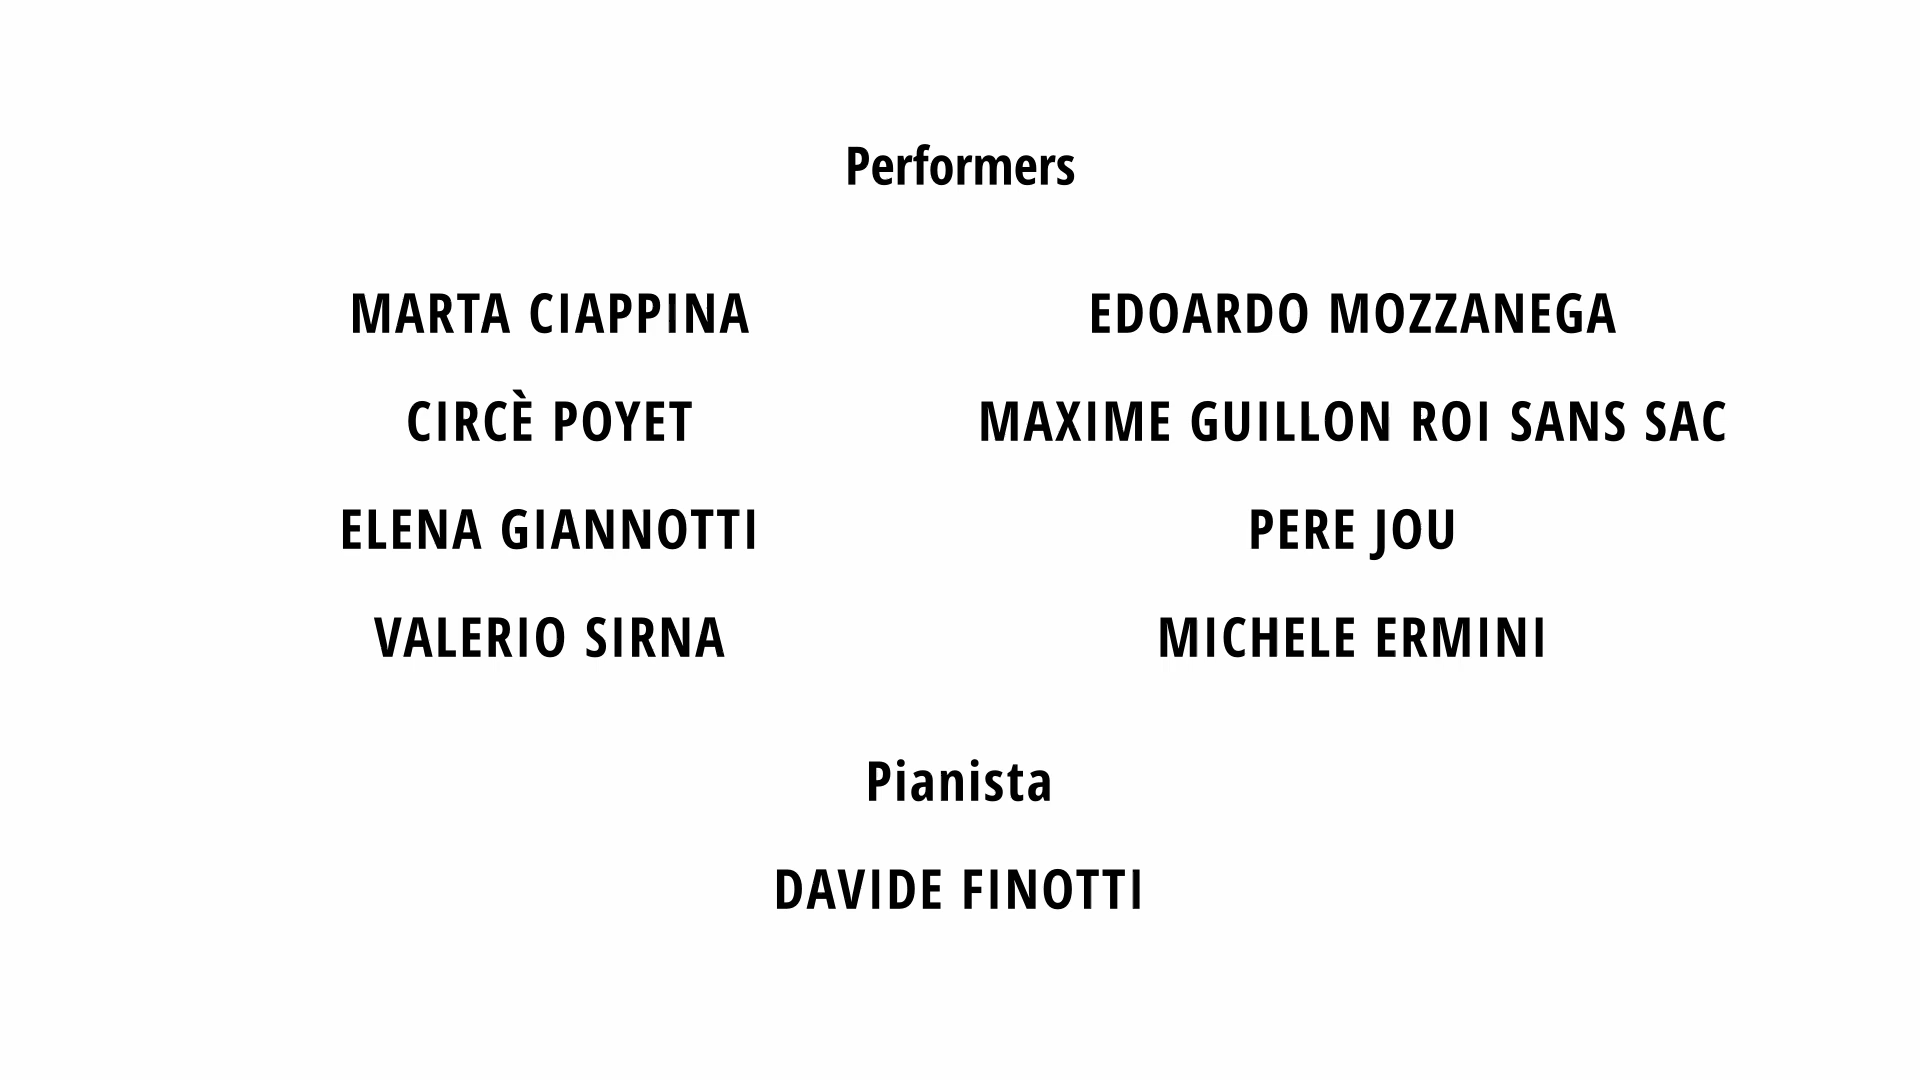 Performers
MARTA CIAPPINA
EDOARDO MOZZANEGA
CIRCÈ POYET
MAXIME GUILLON ROI SANS SAC
ELENA GIANNOTTI
PERE JOU
VALERIO SIRNA
MICHELE ERMINI
Pianista
DAVIDE FINOTTI